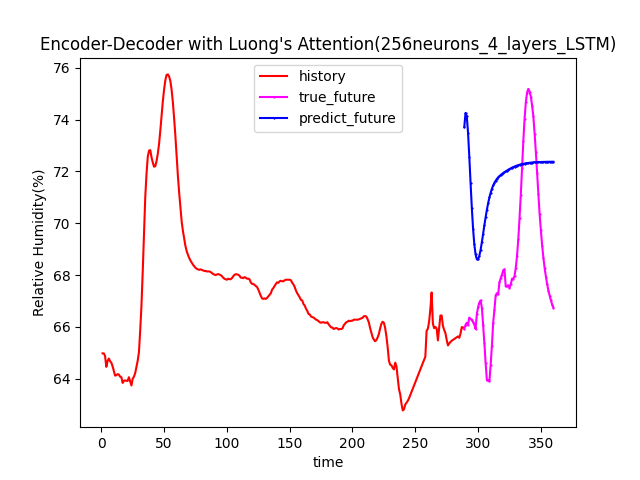 Encoder-Decoder with Luong's Attention(256neurons_4_layers_LSTM)
history
true_future
predict_future
Relative Humidity(%)
76
74
72
70
68
66
64
0 50 100 150 200 250 300 350
time